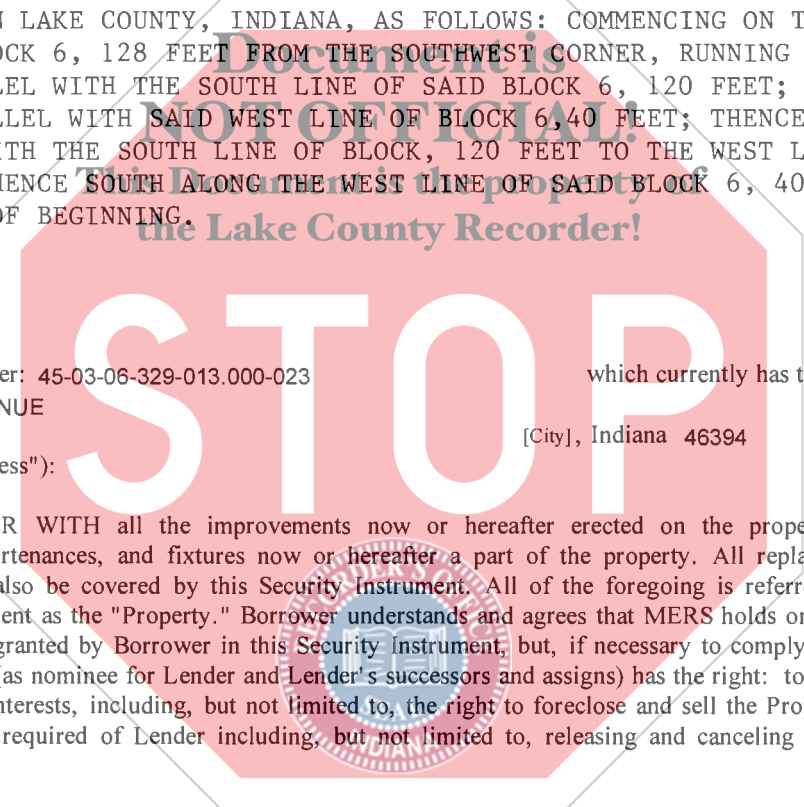 N LAKE COUNTY, INDIANA, AS FOLLOWS: COMMENCING ON T
OCK 6, 128 FEET FROM THE SOUTHWEST CORNER, RUNNING
Document is
LEL WITH THE SOUTH LINE OF SAID BLOCK 6, 120 FEET;
LLEL WITH SAID WEST LINE OF BLOCK 6,40 FEET; THENCE
NOT OFFICIAL!
ITH THE SOUTH LINE OF BLOCK, 120 FEET TO THE WEST L
HENCE SOUTH ALONG THE WEST LINE OF SAID BLOCK 6, 40
This Document is the property of
OF BEGINNING.
the Lake County Recorder!
STOP
er: 45-03-06-329-013.000-023 which currently has t
NUE
[City], Indiana 46394
ess"):
R WITH all the improvements now or hereafter erected on the prope
rtenances, and fixtures now or hereafter a part of the property. All repla
also be covered by this Security Instrument. All of the foregoing is referr
ent as the "Property." Borrower understands and agrees that MERS holds or
granted by Borrower in this Security Instrument, but, if necessary to comply
(as nominee for Lender and Lender's successors and assigns) has the right: to
nterests, including, but not limited to, the right to foreclose and sell the Pro
required of Lender including, but not limited to, releasing and canceling
SEAL
INDIANA